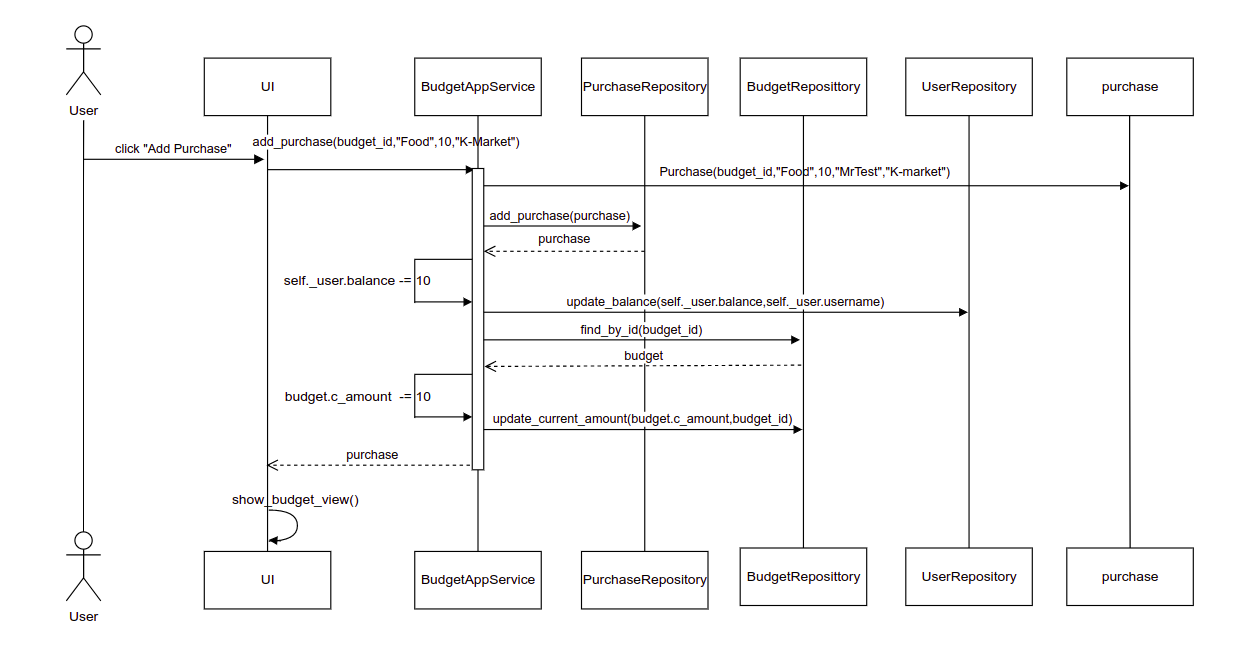 User
UI
BudgetAppService
PurchaseRepository
BudgetReposittory
UserRepository
purchase
click "Add Purchase"
add_purchase(budget_id,"Food",10,"K-Market")
Purchase(budget_id,"Food",10,"MrTest","K-market")
add_purchase(purchase)
purchase
self._user.balance -= 10
update_balance(self._user.balance,self._user.username)
find_by_id(budget_id)
budget
budget.c_amount -= 10
update_current_amount(budget.c_amount,budget_id)
purchase
show_budget_view()
User
UI
BudgetAppService
PurchaseRepository
BudgetReposittory
UserRepository
purchase